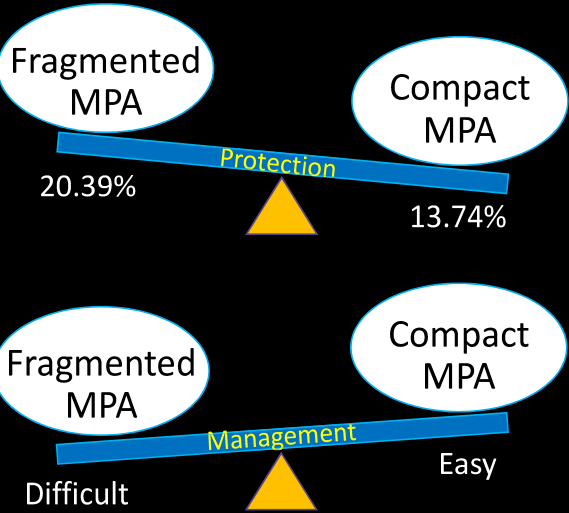 Fragmented
MPA
Compact
MPA
Protection
20.39%
13.74%
Fragmented
MPA
Compact
MPA
Management
Difficult
Easy